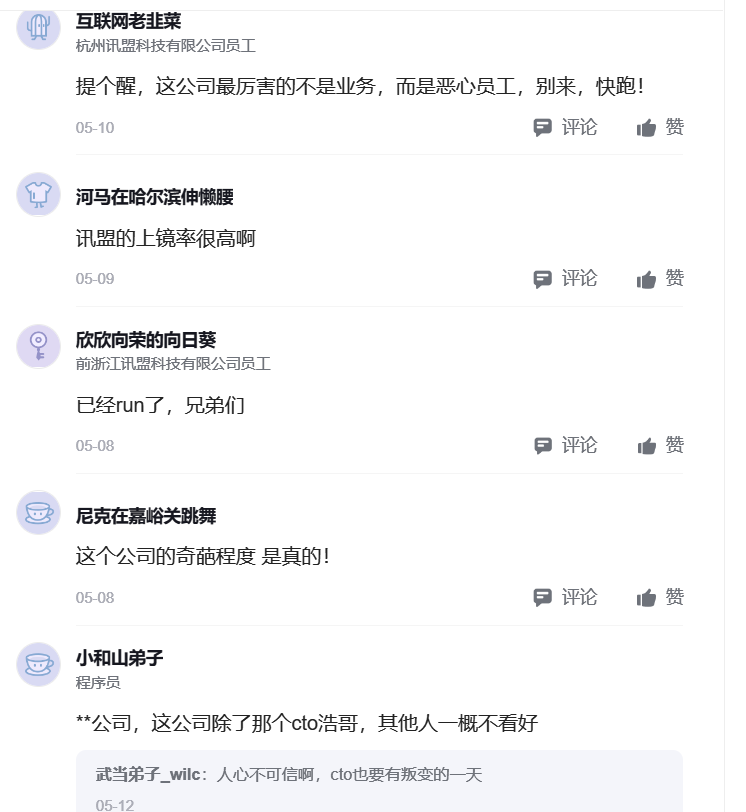 互联网老韭菜
杭州讯盟科技有限公司员工
提个醒，这公司最厉害的不是业务，而是恶心员工，别来，快跑！
05-10 评论 赞
河马在哈尔滨伸懒腰
讯盟的上镜率很高啊
05-09 评论 赞
欣欣向荣的向日葵
前浙江讯盟科技有限公司员工
已经run了，兄弟们
05-08 评论 赞
尼克在嘉峪关跳舞
这个公司的奇葩程度 是真的！
05-08 评论 赞
小和山弟子
程序员
**公司，这公司除了那个cto浩哥，其他人一概不看好
武当弟子_wilc：人心不可信啊，cto也要有叛变的一天
05-12